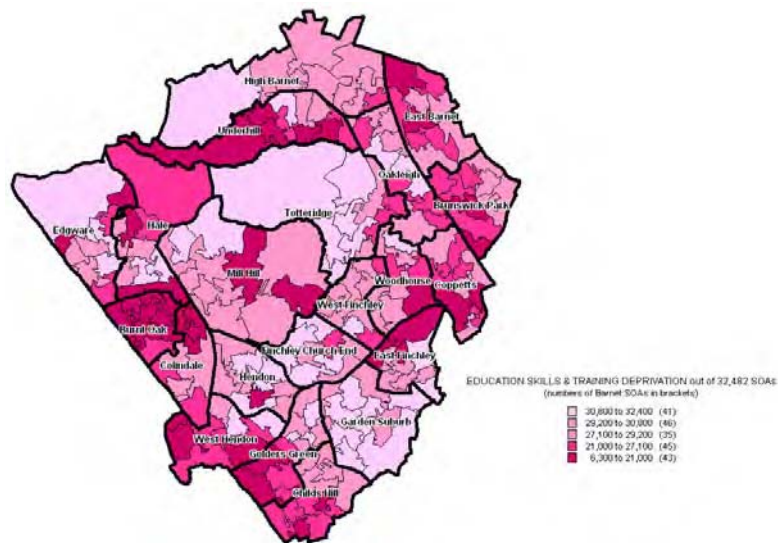 High Barnet
Underhill
East Barnet
Oakleigh
Totteridge
Brunswick Park
Edgware
Hale
Mill Hill
Woodhouse
Coppetts
West Finchley
Burnt Oak
Finchley Church End
East Finchley
Colindale
Hendon
EDUCATION SKILLS & TRAINING DEPRIVATION out of 32,482 SOAs
(numbers of Barnet SOAs in brackets)
30,800 to 32,400 (41)
29,200 to 30,800 (46)
27,100 to 29,200 (35)
21,000 to 27,100 (45)
6,300 to 21,000 (43)
Garden Suburb
West Hendon
Golders Green
Childs Hill